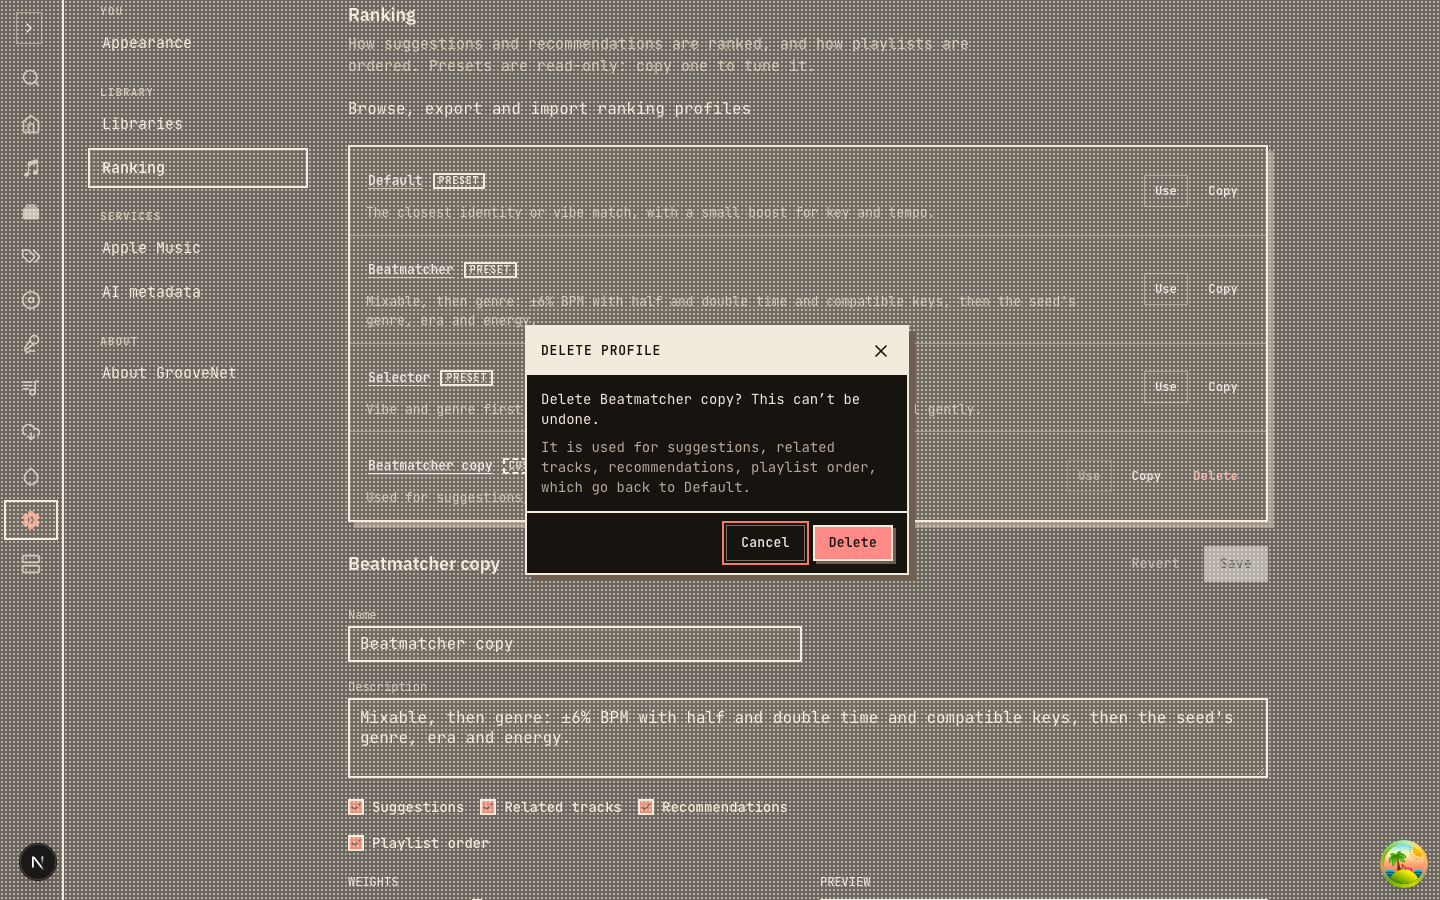 YOU
Appearance
LIBRARY
Libraries
Ranking
SERVICES
Apple Music
AI metadata
ABOUT
About GrooveNet
Ranking
How suggestions and recommendations are ranked, and how playlists are
ordered. Presets are read-only: copy one to tune it.
Browse, export and import ranking profiles
Default PRESET
The closest identity or vibe match, with a small boost for key and tempo.
Use Copy
Beatmatcher PRESET
Mixable, then genre: ±6% BPM with half and double time and compatible keys, then the seed's
genre, era and energy.
Use Copy
Selector PRESET
Vibe and genre first
gently.
Use Copy
Beatmatcher copy
Used for suggestions
Use Copy Delete
DELETE PROFILE
Delete Beatmatcher copy? This can’t be
undone.
It is used for suggestions, related
tracks, recommendations, playlist order,
which go back to Default.
Cancel Delete
Beatmatcher copy
Revert Save
Name
Beatmatcher copy
Description
Mixable, then genre: ±6% BPM with half and double time and compatible keys, then the seed's
genre, era and energy.
Suggestions Related tracks Recommendations
Playlist order
WEIGHTS
PREVIEW